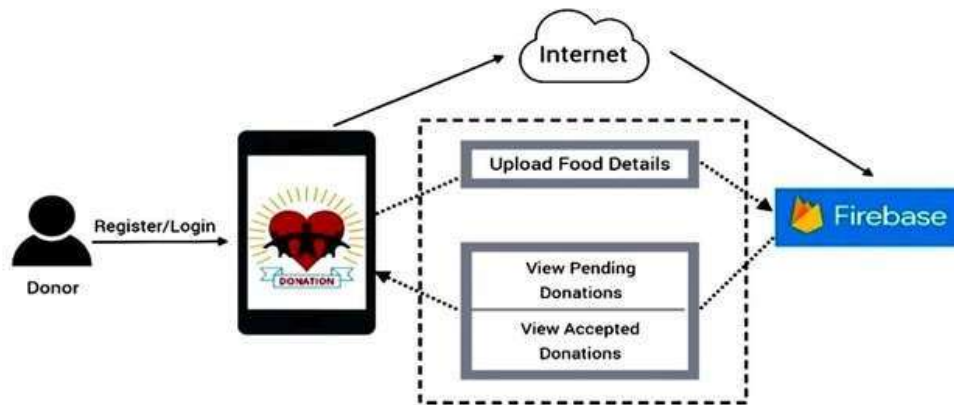 Internet
Upload Food Details
Register/Login
Firebase
DONATION
Donor
View Pending
Donations
View Accepted
Donations